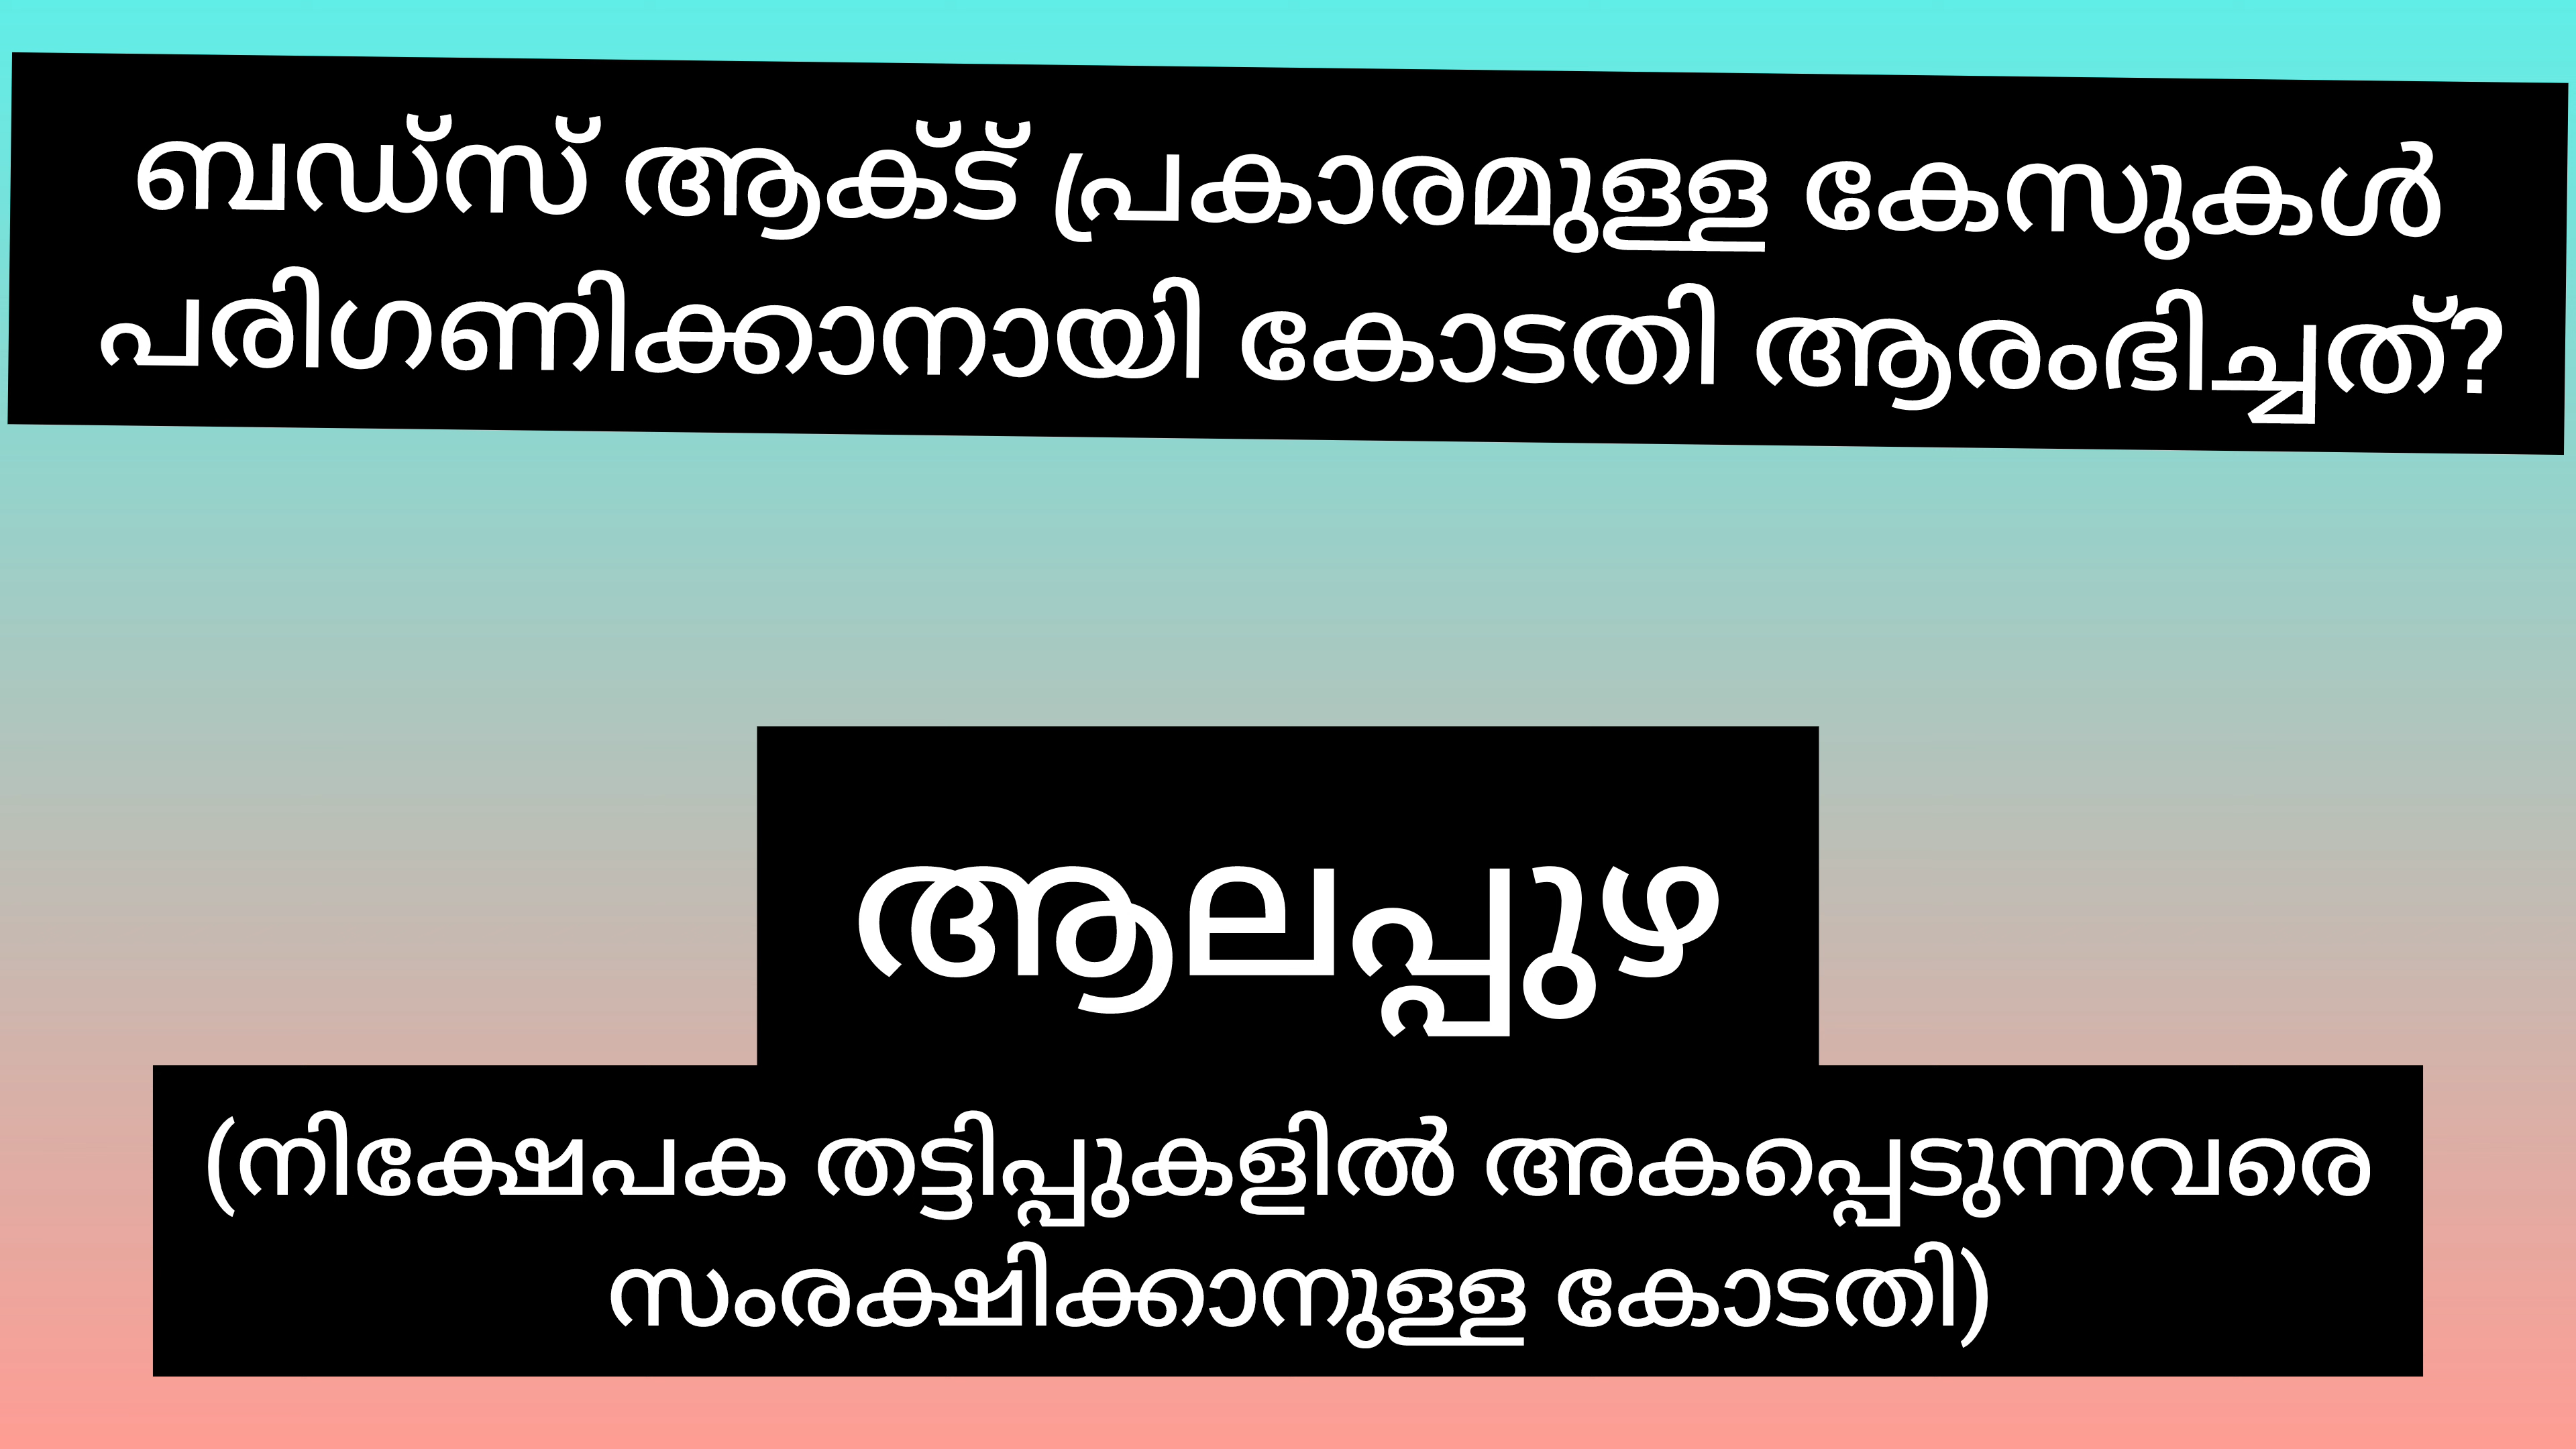 ബഡ്സ് ആക്ട് പ്രകാരമുള്ള കേസുകൾ
പരിഗണിക്കാനായി കോടതി ആരംഭിച്ചത്?
ആലപ്പുഴ
(നിക്ഷേപക തട്ടിപ്പുകളിൽ അകപ്പെടുന്നവരെ
സംരക്ഷിക്കാനുള്ള കോടതി)